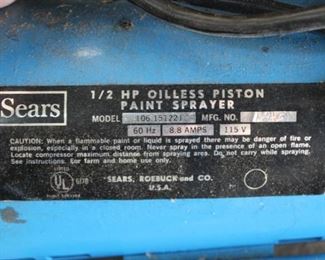 Sears
1/2 HP OILLESS PISTON
PAINT SPRAYER
MODEL 106.151221 MFG. NO.
60 Hz 8.8 AMPS 115 V
CAUTION: When a flammable paint or liquid is sprayed there may be danger of fire or
explosion, especially in a closed room. Never spray in the presence of an open flame.
Locate compressor maximum distance from spraying area. Do not carry while spraying.
See instructions. For farm and home use only.
LISTED
UL
PAINT SPRAYER
SEARS, ROEBUCK and CO.
U.S.A.